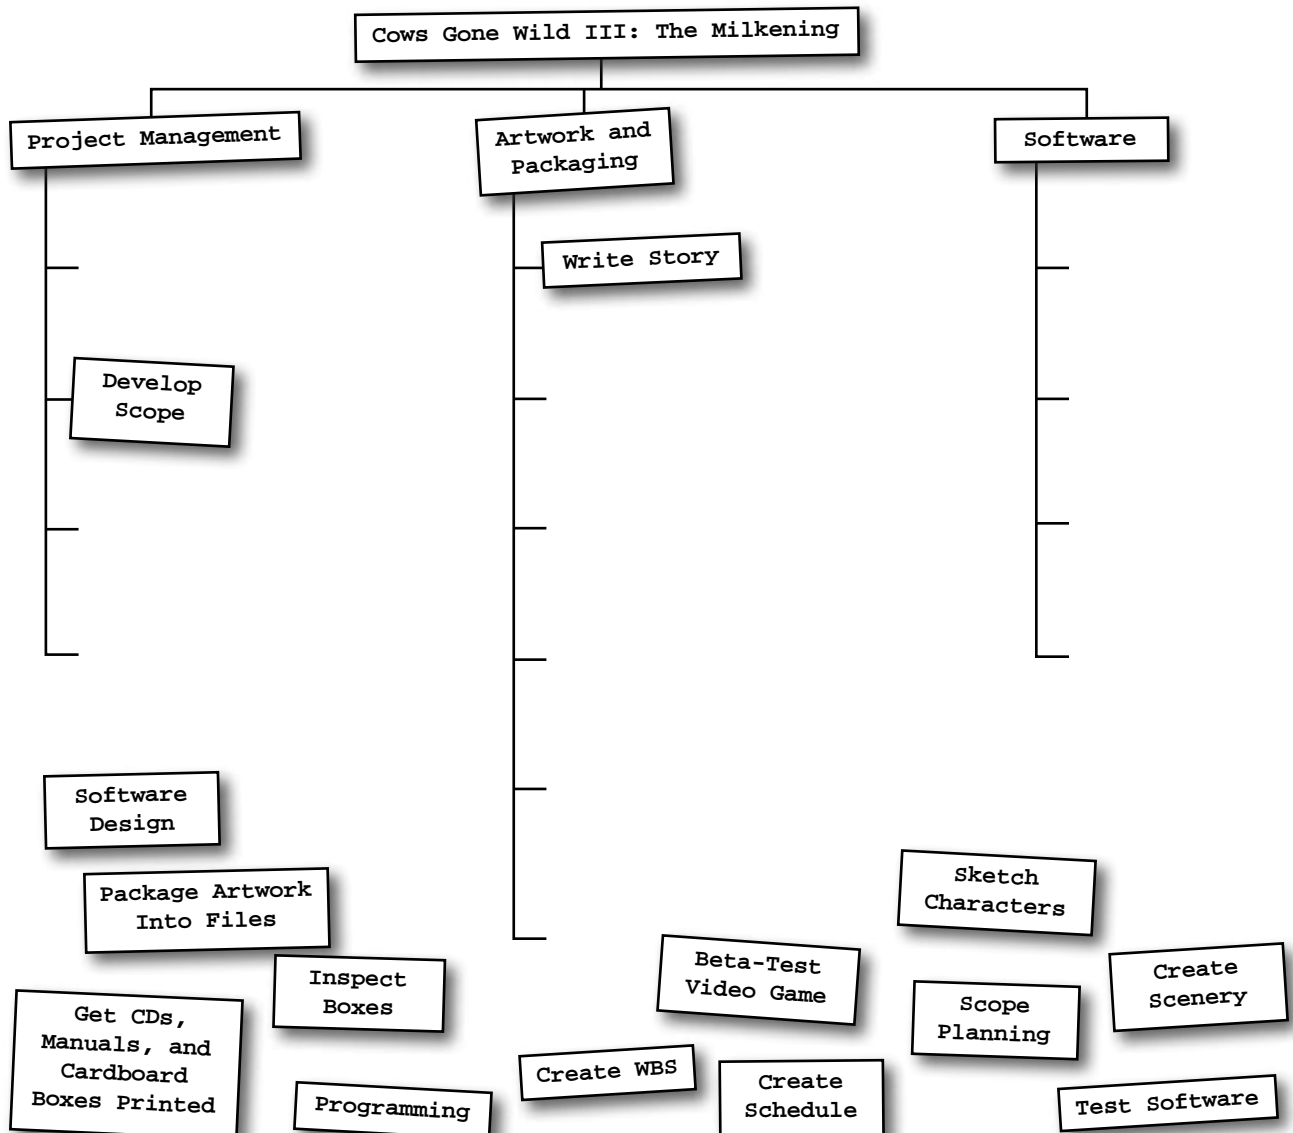 Cows Gone Wild III: The Milkening
Project Management
Artwork and
Packaging
Software
Write Story
Develop
Scope
Software
Design
Package Artwork
Into Files
Inspect
Boxes
Get CDs,
Manuals, and
Cardboard
Boxes Printed
Programming
Create WBS
Beta-Test
Video Game
Create
Schedule
Sketch
Characters
Scope
Planning
Create
Scenery
Test Software